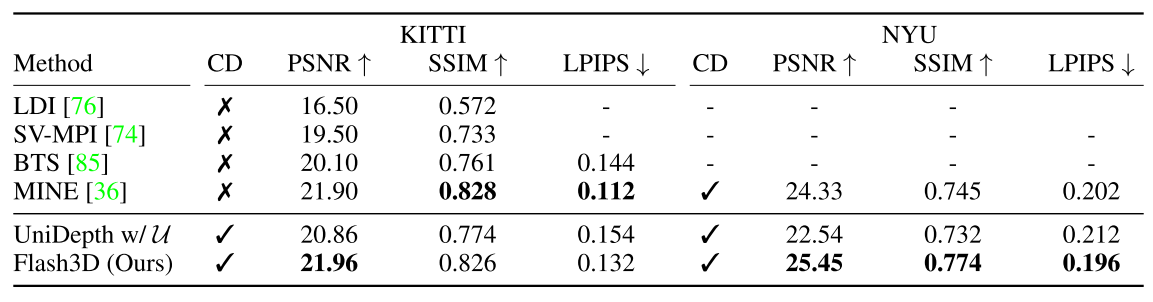 KITTI NYU
Method CD PSNR ↑ SSIM ↑ LPIPS ↓ CD PSNR ↑ SSIM ↑ LPIPS ↓
LDI [76] ✗ 16.50 0.572 - - - -
SV-MPI [74] ✗ 19.50 0.733 - - - - -
BTS [85] ✗ 20.10 0.761 0.144 - - - -
MINE [36] ✗ 21.90 0.828 0.112 ✓ 24.33 0.745 0.202
UniDepth w/ 𝒰 ✓ 20.86 0.774 0.154 ✓ 22.54 0.732 0.212
Flash3D (Ours) ✓ 21.96 0.826 0.132 ✓ 25.45 0.774 0.196